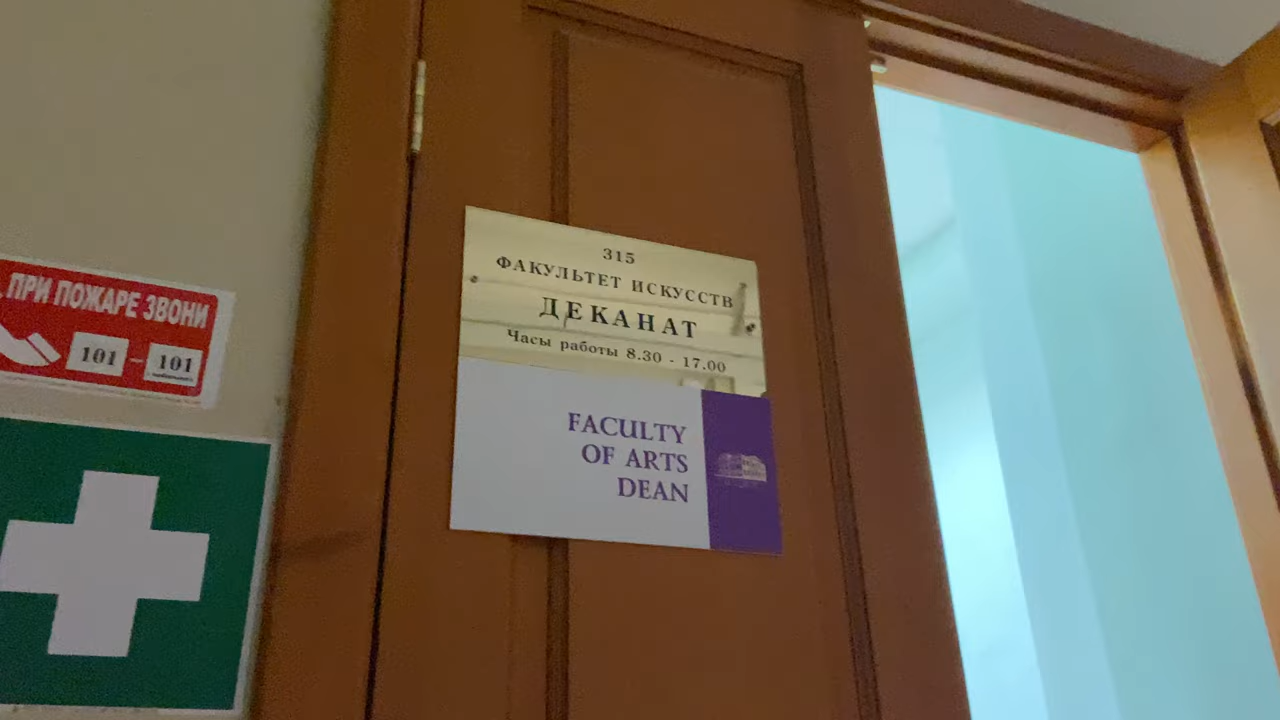 ПРИ ПОЖАРЕ ЗВОНИ
101 - 101
315
ФАКУЛЬТЕТ ИСКУССТВ
ДЕКАНАТ
Часы работы 8.30 - 17.00
FACULTY
OF ARTS
DEAN